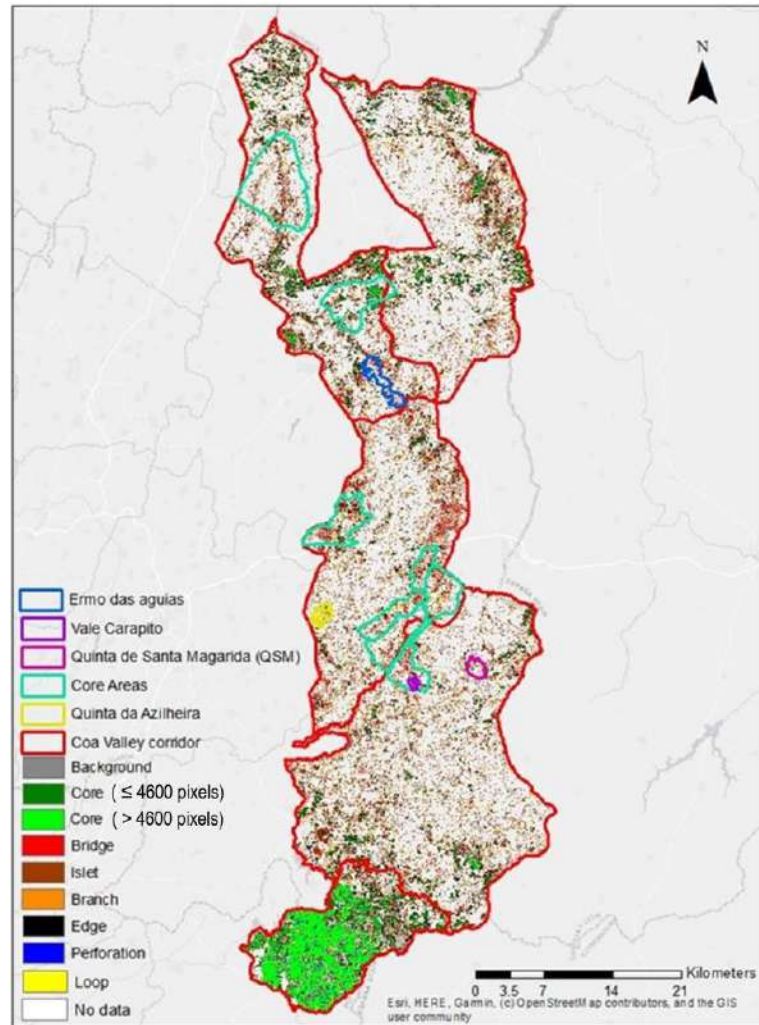 N
Ermo das aguias
Vale Carapito
Quinta de Santa Magarida (QSM)
Core Areas
Quinta da Azilheira
Coa Valley corridor
Background
Core ( ≤ 4600 pixels)
Core ( > 4600 pixels)
Bridge
Islet
Branch
Edge
Perforation
Loop
No data
Kilometers
0 3.5 7 14 21
Esri, HERE, Garmin, (c) OpenStreetMap contributors, and the GIS
user community